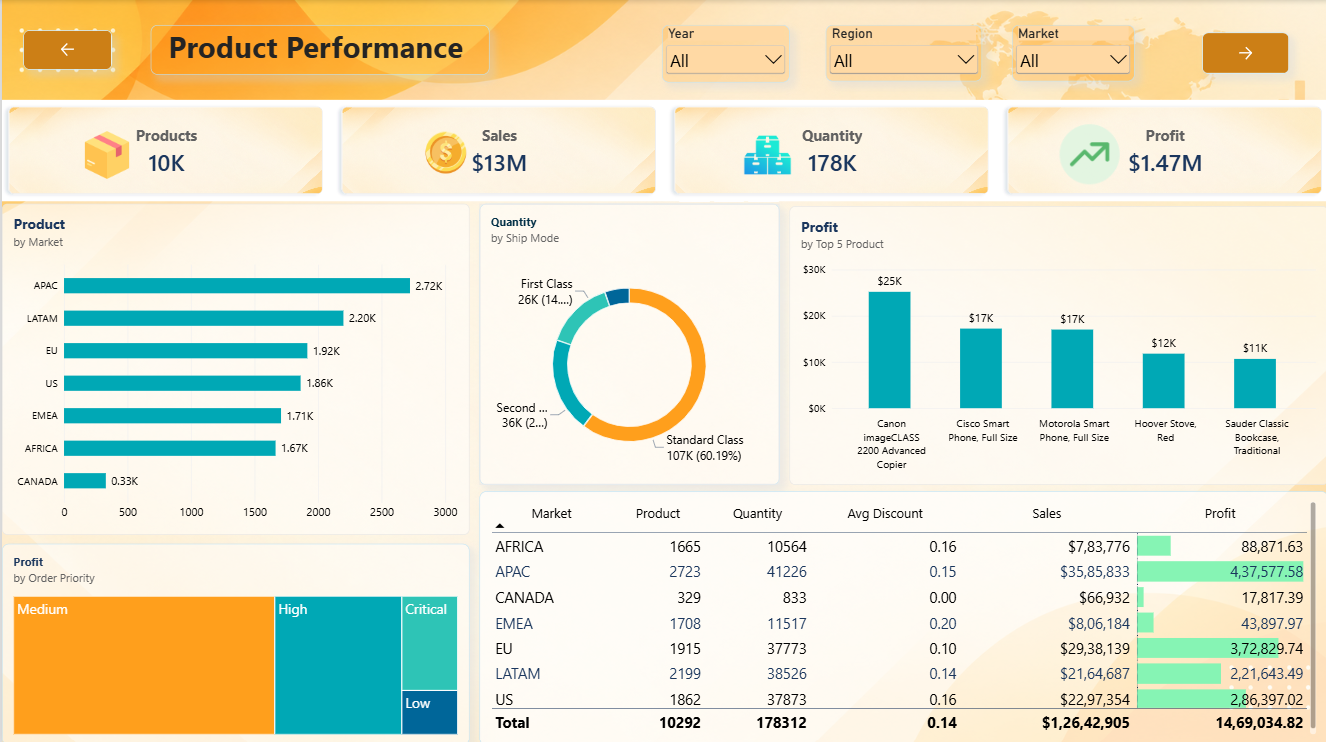 Product Performance
Year
All
Region
All
Market
All
Products
10K
Sales
$13M
Quantity
178K
Profit
$1.47M
Product
by Market
APAC 2.72K
LATAM 2.20K
EU 1.92K
US 1.86K
EMEA 1.71K
AFRICA 1.67K
CANADA 0.33K
0 500 1000 1500 2000 2500 3000
Quantity
by Ship Mode
First Class
26K (14....)
Second ...
36K (2...)
Standard Class
107K (60.19%)
Profit
by Top 5 Product
$30K
$20K
$10K
$0K
$25K
$17K
$17K
$12K
$11K
Canon
imageCLASS
2200 Advanced
Copier
Cisco Smart
Phone, Full Size
Motorola Smart
Phone, Full Size
Hoover Stove,
Red
Sauder Classic
Bookcase,
Traditional
Profit
by Order Priority
Medium
High
Critical
Low
Market Product Quantity Avg Discount Sales Profit
AFRICA 1665 10564 0.16 $7,83,776 88,871.63
APAC 2723 41226 0.15 $35,85,833 4,37,577.58
CANADA 329 833 0.00 $66,932 17,817.39
EMEA 1708 11517 0.20 $8,06,184 43,897.97
EU 1915 37773 0.10 $29,38,139 3,72,829.74
LATAM 2199 38526 0.14 $21,64,687 2,21,643.49
US 1862 37873 0.16 $22,97,354 2,86,397.02
Total 10292 178312 0.14 $1,26,42,905 14,69,034.82